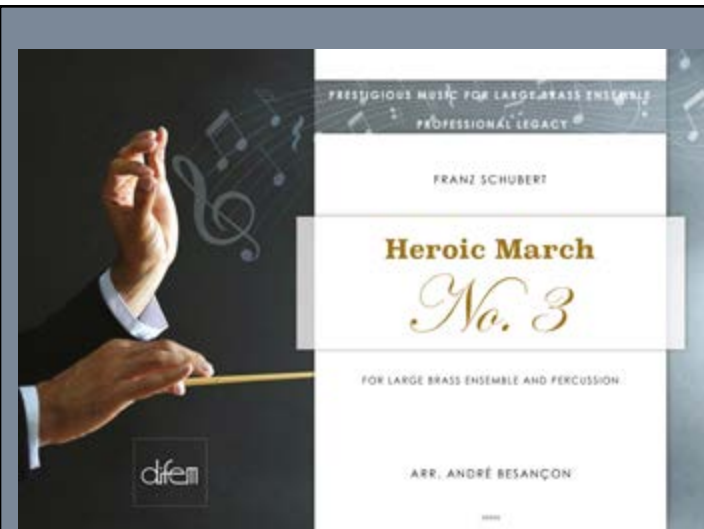 PRESTIGIOUS MUSIC FOR LARGE BRASS ENSEMBLE
PROFESSIONAL LEGACY
FRANZ SCHUBERT
Heroic March
No. 3
FOR LARGE BRASS ENSEMBLE AND PERCUSSION
difem
ARR. ANDRÉ BESANÇON